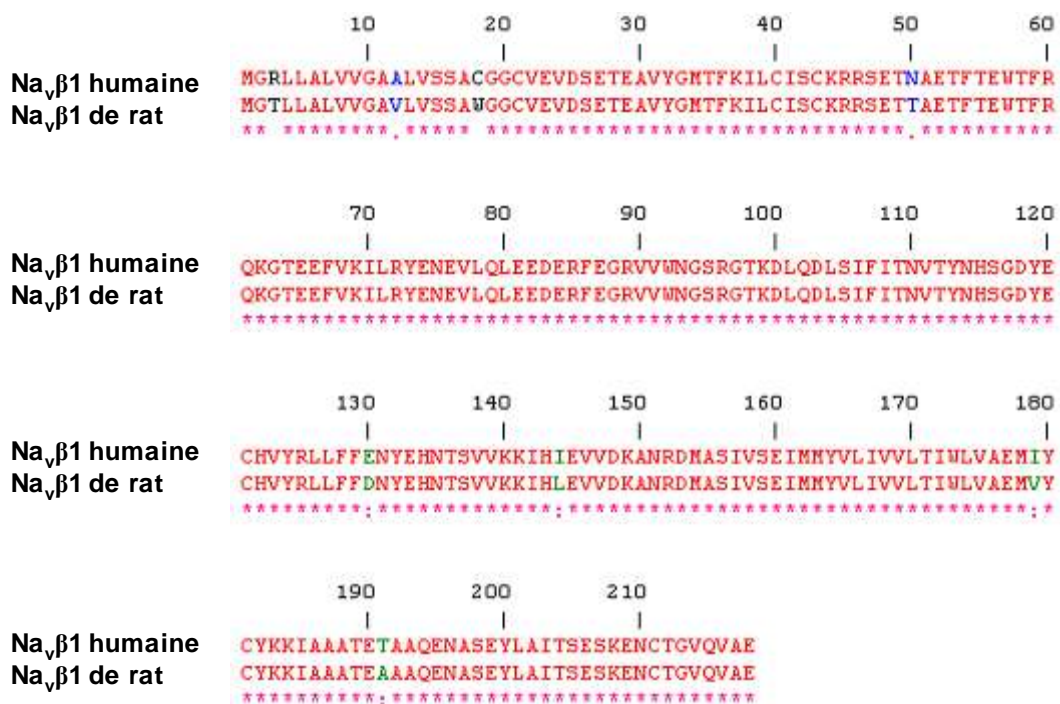 10 20 30 40 50 60
| | | | | |
Naᵥβ1 humaine MGRLLALVVGAALVSSACGGCVEVDSETEAVYGMTFKILCISCKRRSETNAETFTEWTFR
Naᵥβ1 de rat MGTLLALVVGAVLVSSAWGGCVEVDSETEAVYGMTFKILCISCKRRSETTAETFTEWTFR
** ********.***** *******************************.**********
70 80 90 100 110 120
| | | | | |
Naᵥβ1 humaine QKGTEEFVKILRYENEVLQLEEDERFEGRVVWNGSRGTKDLQDLSIFITNVTYNHSGDYE
Naᵥβ1 de rat QKGTEEFVKILRYENEVLQLEEDERFEGRVVWNGSRGTKDLQDLSIFITNVTYNHSGDYE
************************************************************
130 140 150 160 170 180
| | | | | |
Naᵥβ1 humaine CHVYRLLFFENYEHNTSVVKKIHIEVVDKANRDMASIVSEIMMYVLIVVLTIWLVAEMIY
Naᵥβ1 de rat CHVYRLLFFDNYEHNTSVVKKIHLEVVDKANRDMASIVSEIMMYVLIVVLTIWLVAEMVY
*********:*************:**********************************:*
190 200 210
| | |
Naᵥβ1 humaine CYKKIAAATETAAQENASEYLAITSESKENCTGVQVAE
Naᵥβ1 de rat CYKKIAAATEAAAQENASEYLAITSESKENCTGVQVAE
**********:***************************